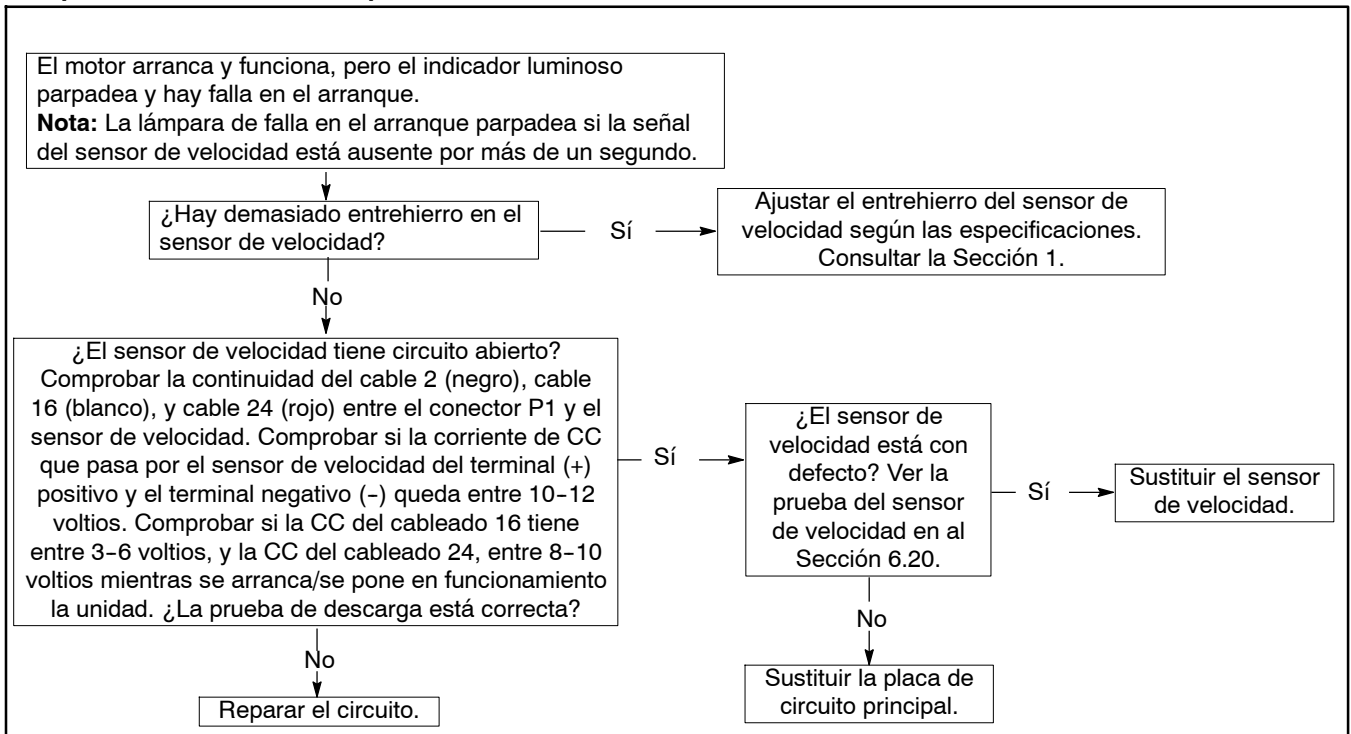 El motor arranca y funciona, pero el indicador luminoso
parpadea y hay falla en el arranque.
Nota: La lámpara de falla en el arranque parpadea si la señal
del sensor de velocidad está ausente por más de un segundo.
¿Hay demasiado entrehierro en el
sensor de velocidad?
Sí
Ajustar el entrehierro del sensor de
velocidad según las especificaciones.
Consultar la Sección 1.
No
¿El sensor de velocidad tiene circuito abierto?
Comprobar la continuidad del cable 2 (negro), cable
16 (blanco), y cable 24 (rojo) entre el conector P1 y el
sensor de velocidad. Comprobar si la corriente de CC
que pasa por el sensor de velocidad del terminal (+)
positivo y el terminal negativo (-) queda entre 10-12
voltios. Comprobar si la CC del cableado 16 tiene
entre 3-6 voltios, y la CC del cableado 24, entre 8-10
voltios mientras se arranca/se pone en funcionamiento
la unidad. ¿La prueba de descarga está correcta?
Sí
¿El sensor de
velocidad está con
defecto? Ver la
prueba del sensor
de velocidad en al
Sección 6.20.
Sí
Sustituir el sensor
de velocidad.
No
Sustituir la placa de
circuito principal.
No
Reparar el circuito.